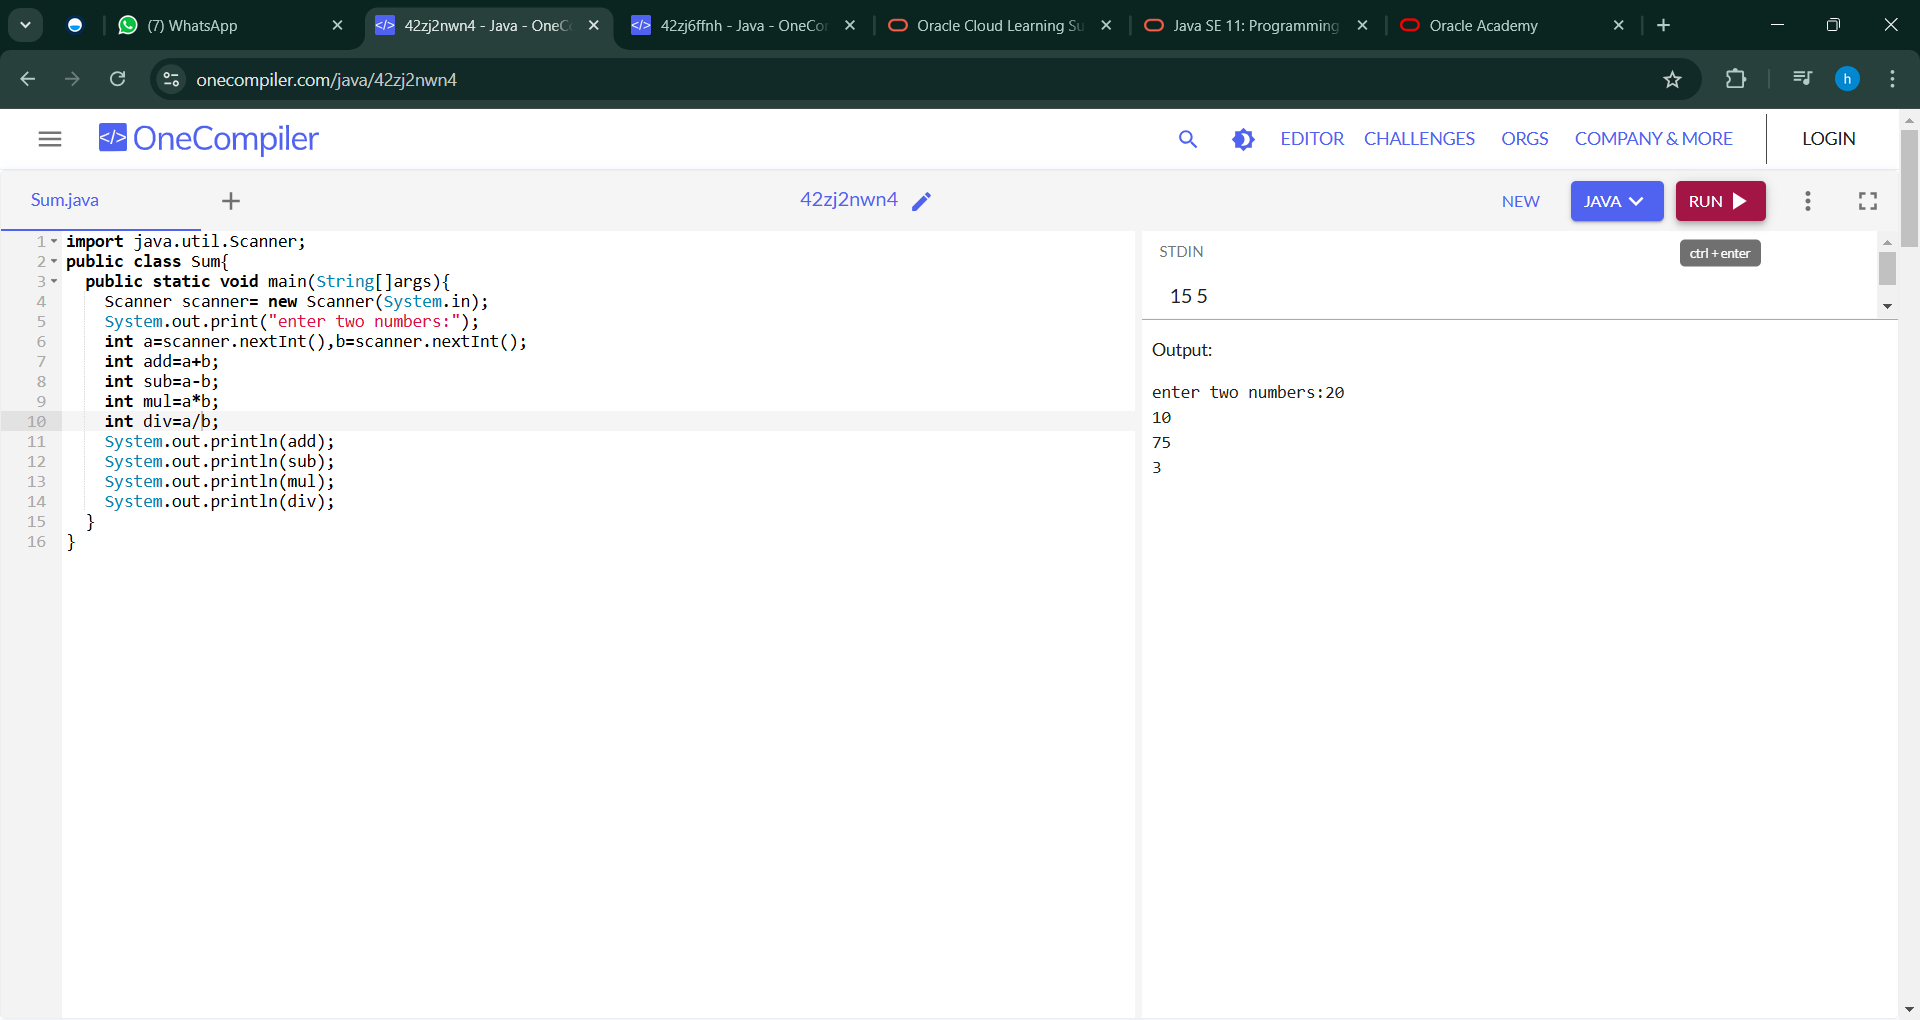 (7) WhatsApp
42zj2nwn4 - Java - OneC
42zj6ffnh - Java - OneCo
Oracle Cloud Learning Su
Java SE 11: Programming
Oracle Academy
onecompiler.com/java/42zj2nwn4
h
</> OneCompiler
EDITOR CHALLENGES ORGS COMPANY & MORE LOGIN
Sum.java
42zj2nwn4
NEW JAVA RUN
ctrl+enter
1 import java.util.Scanner;
2 public class Sum{
3 public static void main(String[]args){
4 Scanner scanner= new Scanner(System.in);
5 System.out.print("enter two numbers:");
6 int a=scanner.nextInt(),b=scanner.nextInt();
7 int add=a+b;
8 int sub=a-b;
9 int mul=a*b;
10 int div=a/b;
11 System.out.println(add);
12 System.out.println(sub);
13 System.out.println(mul);
14 System.out.println(div);
15 }
16 }
STDIN
15 5
Output:
enter two numbers:20
10
75
3